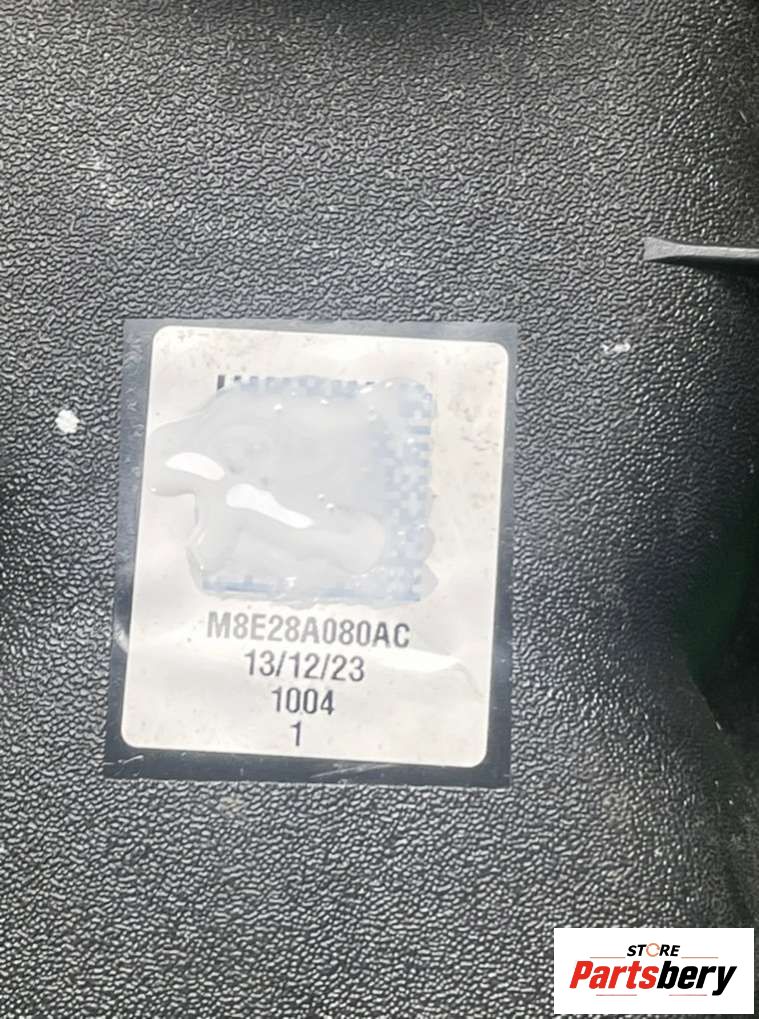 M8E28A080AC
13/12/23
1004
1
STORE
Partsbery